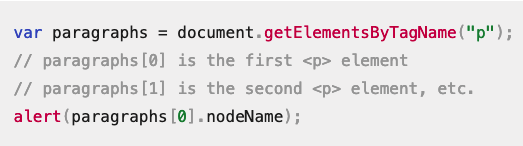 var paragraphs = document.getElementsByTagName("p");
// paragraphs[0] is the first <p> element
// paragraphs[1] is the second <p> element, etc.
alert(paragraphs[0].nodeName);